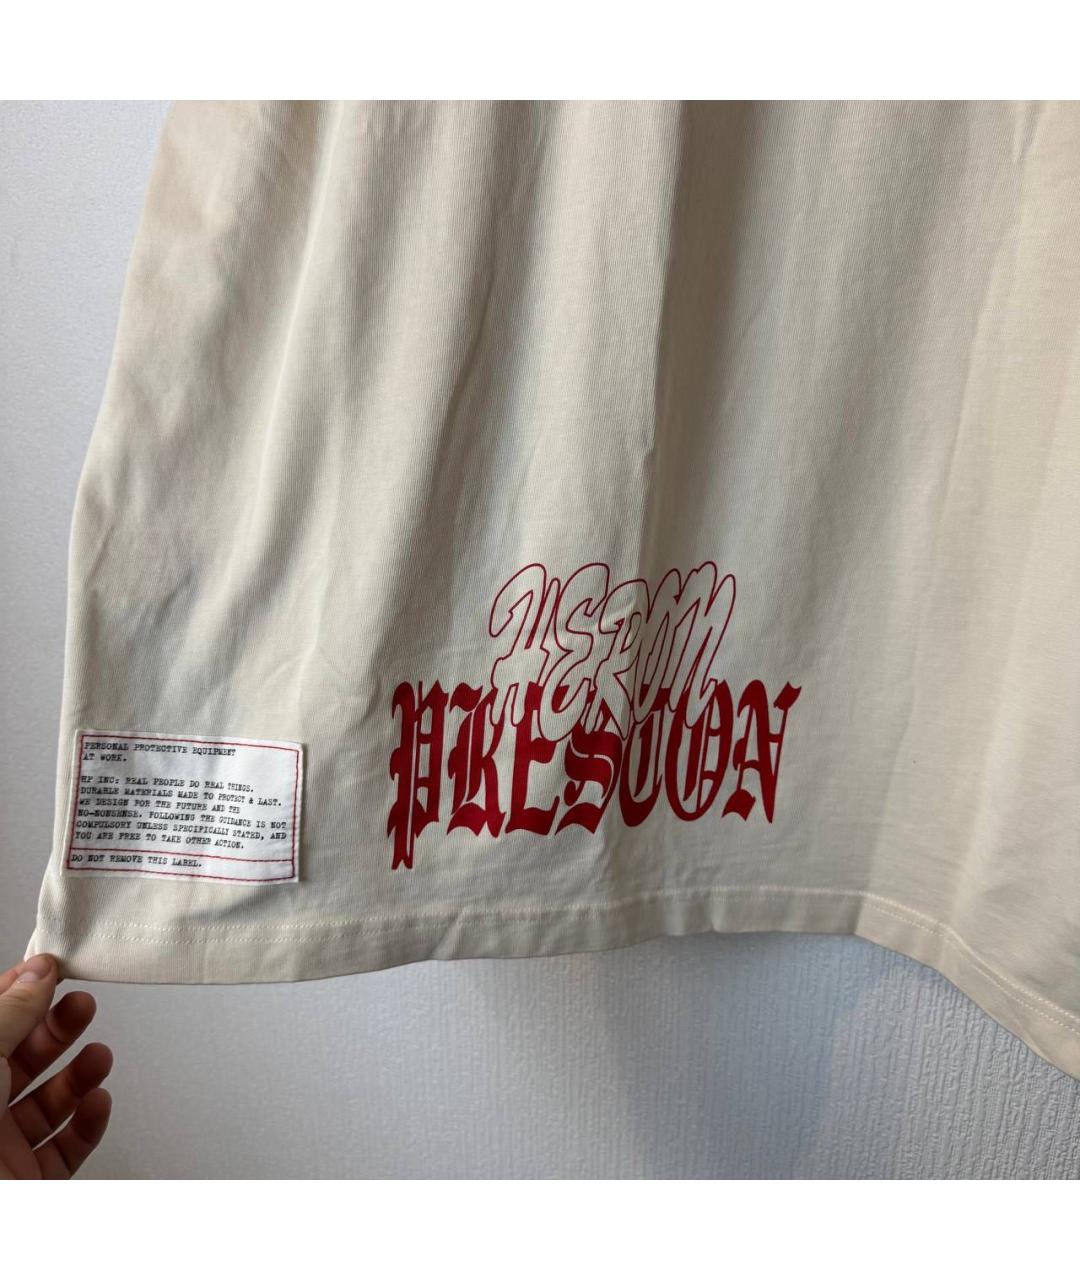 HERON
PRESTON
PERSONAL PROTECTIVE EQUIPMENT
AT WORK.
HP INC: REAL PEOPLE DO REAL THINGS.
DURABLE MATERIALS MADE TO PROTECT & LAST.
WE DESIGN FOR THE FUTURE AND THE
NO-NONSENSE. FOLLOWING THE GUIDANCE IS NOT
COMPULSORY UNLESS SPECIFICALLY STATED, AND
YOU ARE FREE TO TAKE OTHER ACTION.
DO NOT REMOVE THIS LABEL.